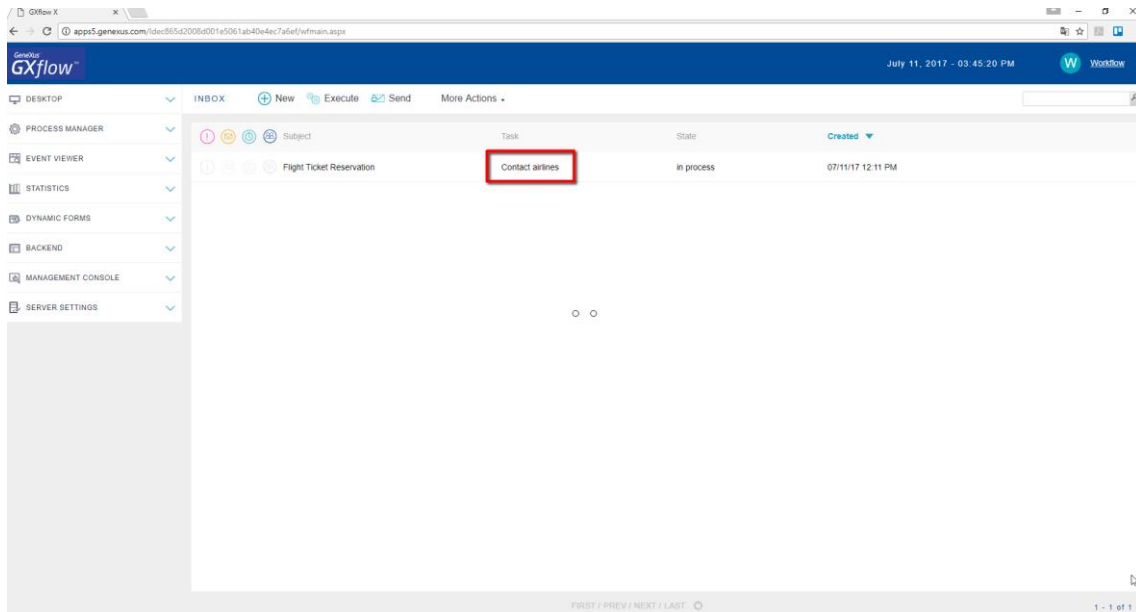 GXflow X
apps5.genexus.com/Idec865d2008d001e5061ab40e4ec7a6ef/wfmain.aspx
GeneXus
GXflow
July 11, 2017 - 03:45:20 PM
W Workflow
DESKTOP
PROCESS MANAGER
EVENT VIEWER
STATISTICS
DYNAMIC FORMS
BACKEND
MANAGEMENT CONSOLE
SERVER SETTINGS
INBOX New Execute Send More Actions
Subject Task State Created
Flight Ticket Reservation Contact airlines in process 07/11/17 12:11 PM
FIRST / PREV / NEXT / LAST
1 - 1 of 1